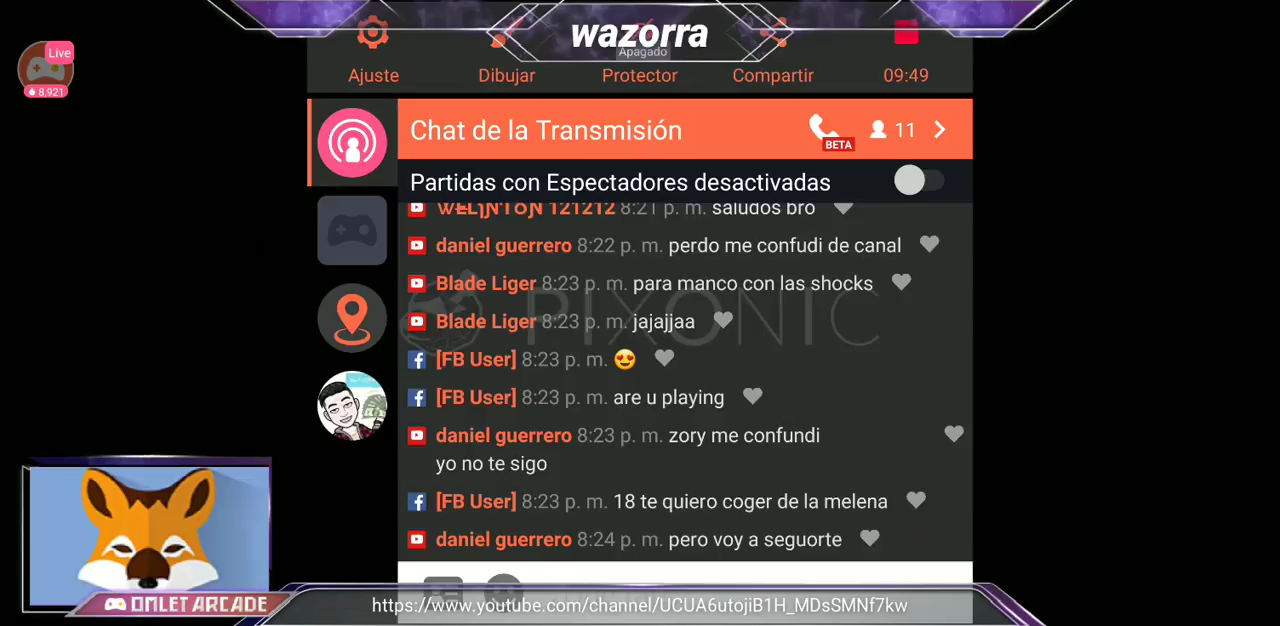 wazorra
Live
8,921
Apagado
Ajuste
Dibujar
Protector
Compartir
09:49
Chat de la Transmisión
BETA
11
Partidas con Espectadores desactivadas
8:21 p. m. saludos bro
daniel guerrero 8:22 p. m. perdo me confudi de canal
Blade Liger 8:23 p. m. para manco con las shocks
PIXONIC
Blade Liger 8:23 p. m. jajajjaa
[FB User] 8:23 p. m. 😍
[FB User] 8:23 p. m. are u playing
daniel guerrero 8:23 p. m. zory me confundi
yo no te sigo
[FB User] 8:23 p. m. 18 te quiero coger de la melena
daniel guerrero 8:24 p. m. pero voy a seguorte
OMLET ARCADE
https://www.youtube.com/channel/UCUA6utojiB1H_MDsSMNf7kw